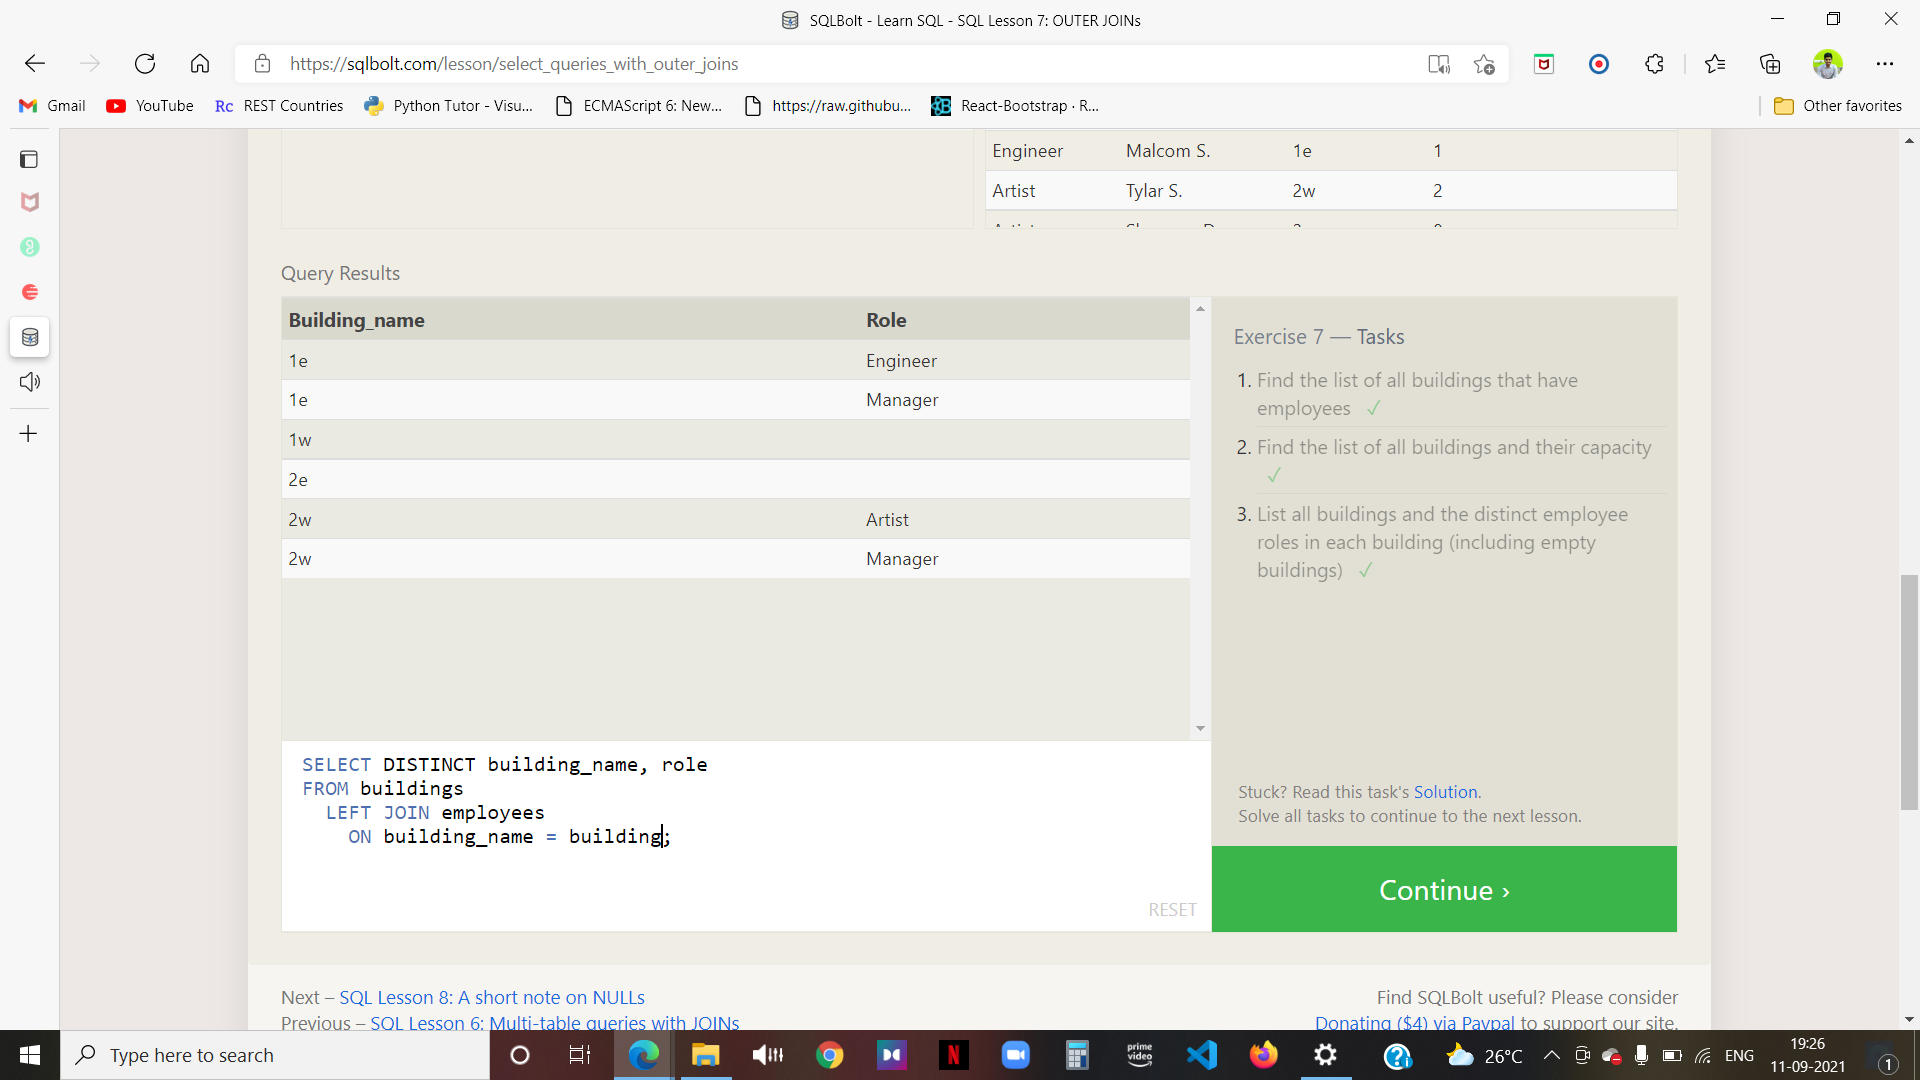 SQLBolt - Learn SQL - SQL Lesson 7: OUTER JOINs
https://sqlbolt.com/lesson/select_queries_with_outer_joins
Gmail YouTube Rc REST Countries Python Tutor - Visu... ECMAScript 6: New... https://raw.githubu... React-Bootstrap · R... Other favorites
Engineer Malcom S. 1e 1
Artist Tylar S. 2w 2
Query Results
Building_name Role
1e Engineer
1e Manager
1w
2e
2w Artist
2w Manager
Exercise 7 — Tasks
1. Find the list of all buildings that have
employees ✓
2. Find the list of all buildings and their capacity
✓
3. List all buildings and the distinct employee
roles in each building (including empty
buildings) ✓
SELECT DISTINCT building_name, role
FROM buildings
LEFT JOIN employees
ON building_name = building;
RESET
Stuck? Read this task's Solution.
Solve all tasks to continue to the next lesson.
Continue ›
Next – SQL Lesson 8: A short note on NULLs
Previous – SQL Lesson 6: Multi-table queries with JOINs
Find SQLBolt useful? Please consider
Donating ($4) via Paypal to support our site.
Type here to search
N
prime video
26°C
ENG
19:26
11-09-2021
1